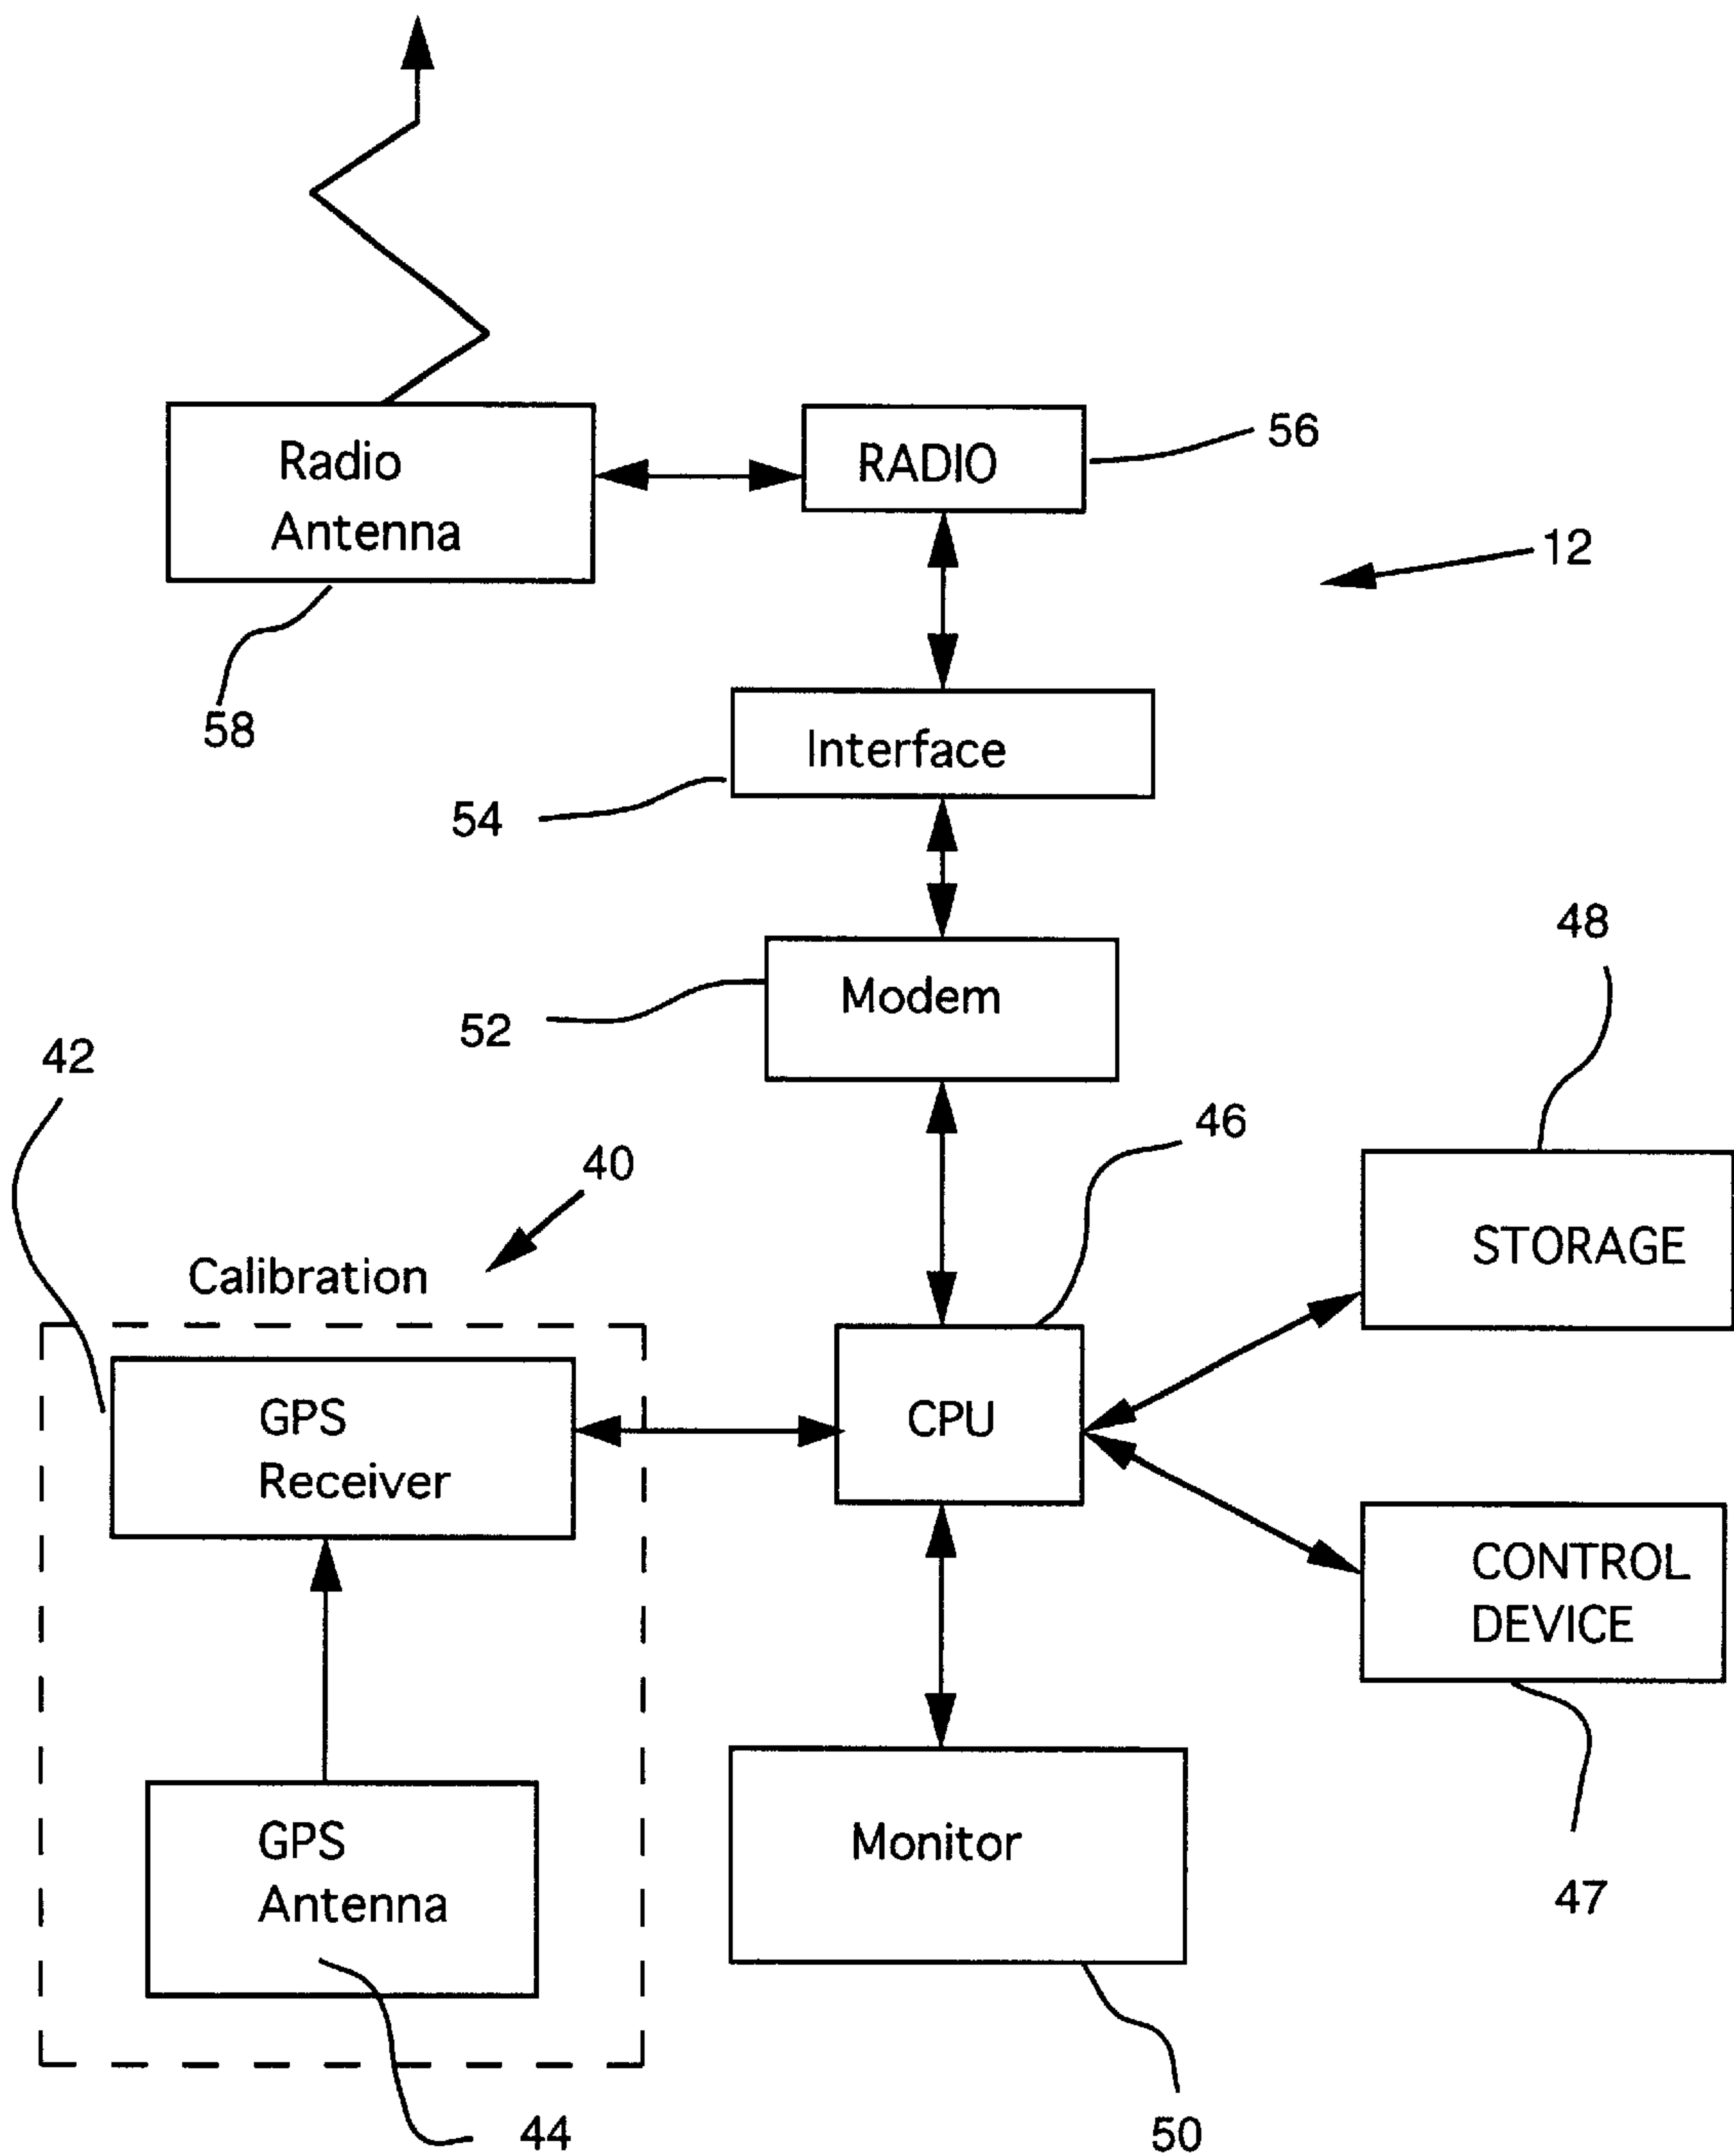 Radio
Antenna
RADIO
56
12
58
Interface
54
Modem
52
48
42
46
40
STORAGE
Calibration
GPS
Receiver
CPU
CONTROL
DEVICE
GPS
Antenna
Monitor
47
44
50